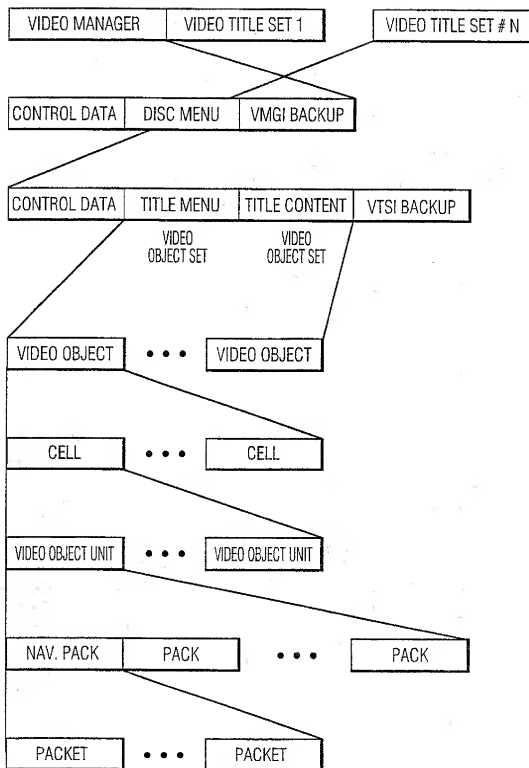 VIDEO MANAGER VIDEO TITLE SET 1 VIDEO TITLE SET # N
CONTROL DATA DISC MENU VMGI BACKUP
CONTROL DATA TITLE MENU TITLE CONTENT VTSI BACKUP
VIDEO VIDEO
OBJECT SET OBJECT SET
VIDEO OBJECT • • • VIDEO OBJECT
CELL • • • CELL
VIDEO OBJECT UNIT • • • VIDEO OBJECT UNIT
NAV. PACK PACK • • • PACK
PACKET • • • PACKET